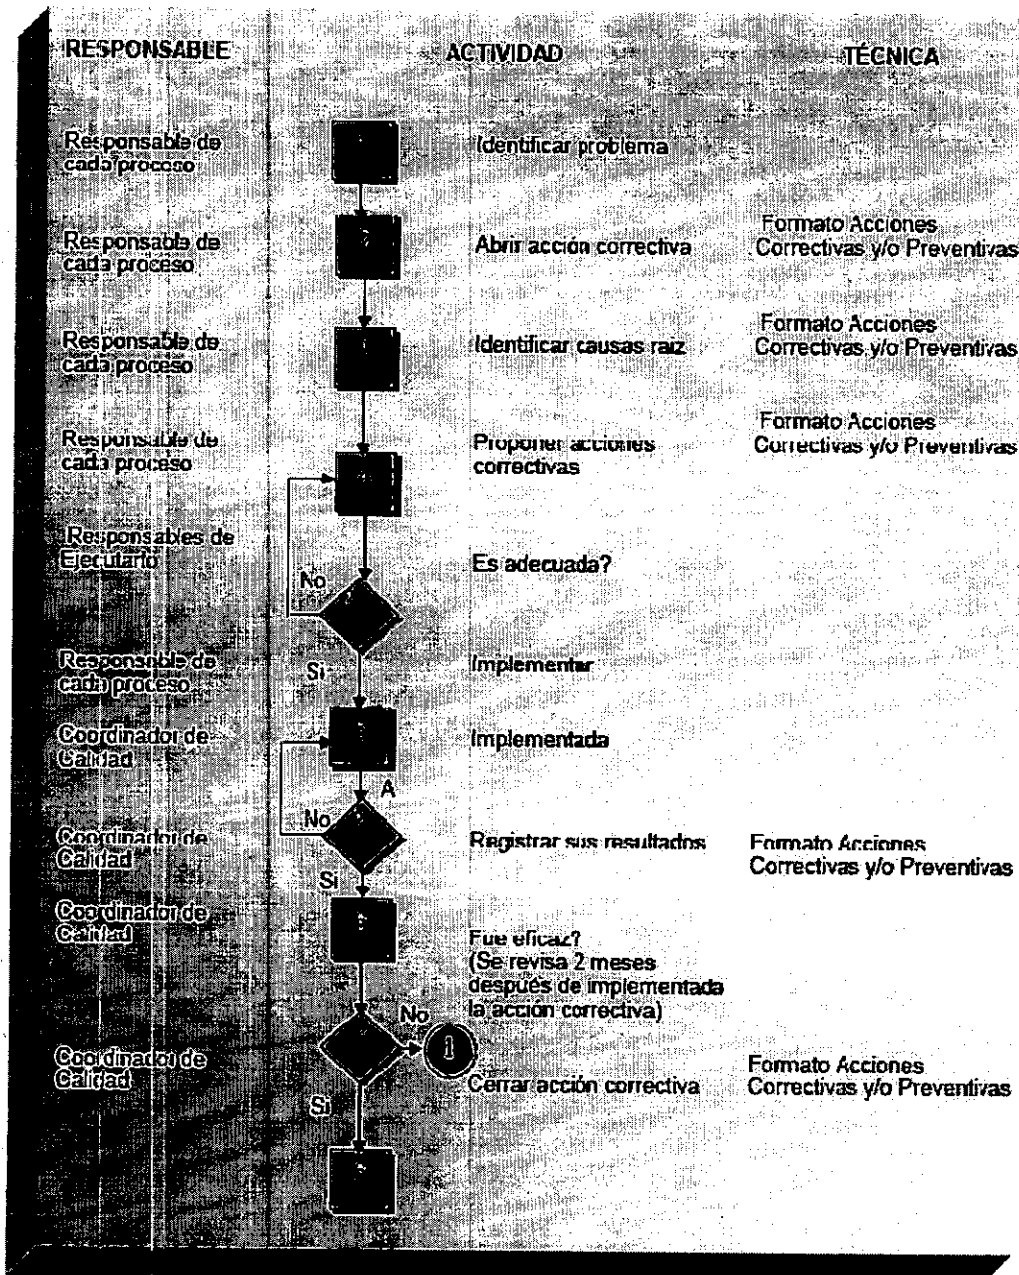 RESPONSABLE ACTIVIDAD TÉCNICA
Responsable de
cada proceso
Identificar problema
Responsable de
cada proceso
Abrir acción correctiva
Formato Acciones
Correctivas y/o Preventivas
Responsable de
cada proceso
Identificar causas raiz
Formato Acciones
Correctivas y/o Preventivas
Responsable de
cada proceso
Proponer acciones
correctivas
Formato Acciones
Correctivas y/o Preventivas
Responsables de
Ejecutarlo
Es adecuada?
No
Responsable de
cada proceso
Si
Implementar
Coordinador de
Calidad
Implementada
A
No
Coordinador de
Calidad
Registrar sus resultados
Formato Acciones
Correctivas y/o Preventivas
Si
Coordinador de
Calidad
Fue eficaz?
(Se revisa 2 meses
después de implementada
la acción correctiva)
No
1
Coordinador de
Calidad
Cerrar acción correctiva
Formato Acciones
Correctivas y/o Preventivas
Si